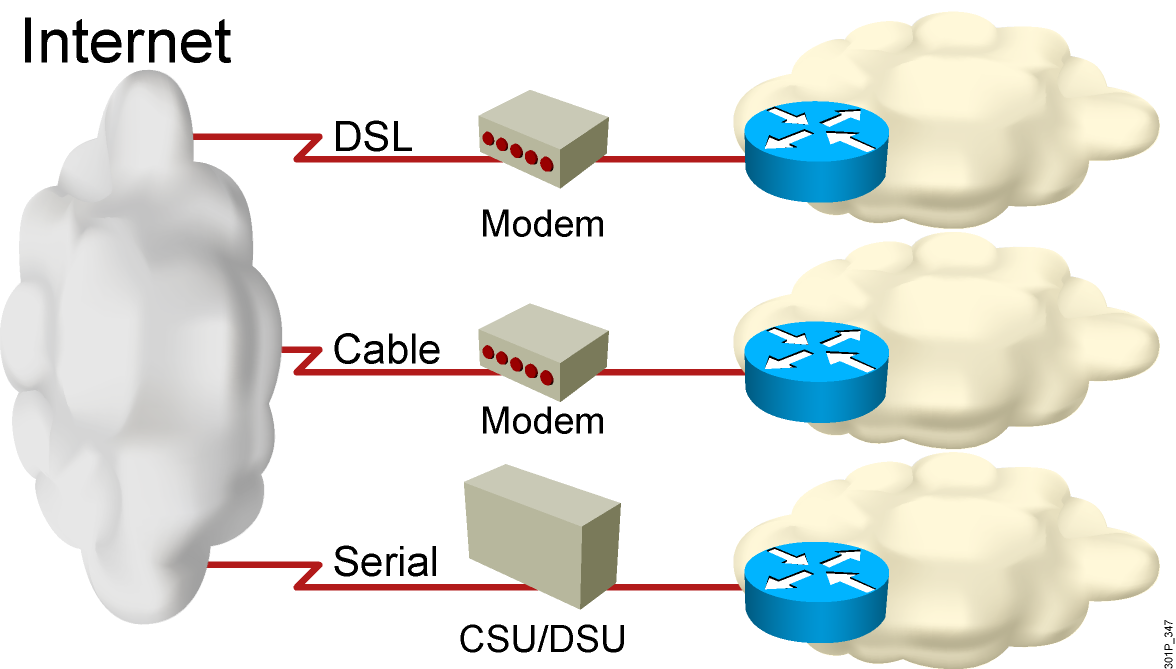 Internet
DSL
Modem
Cable
Modem
Serial
CSU/DSU
301P_347